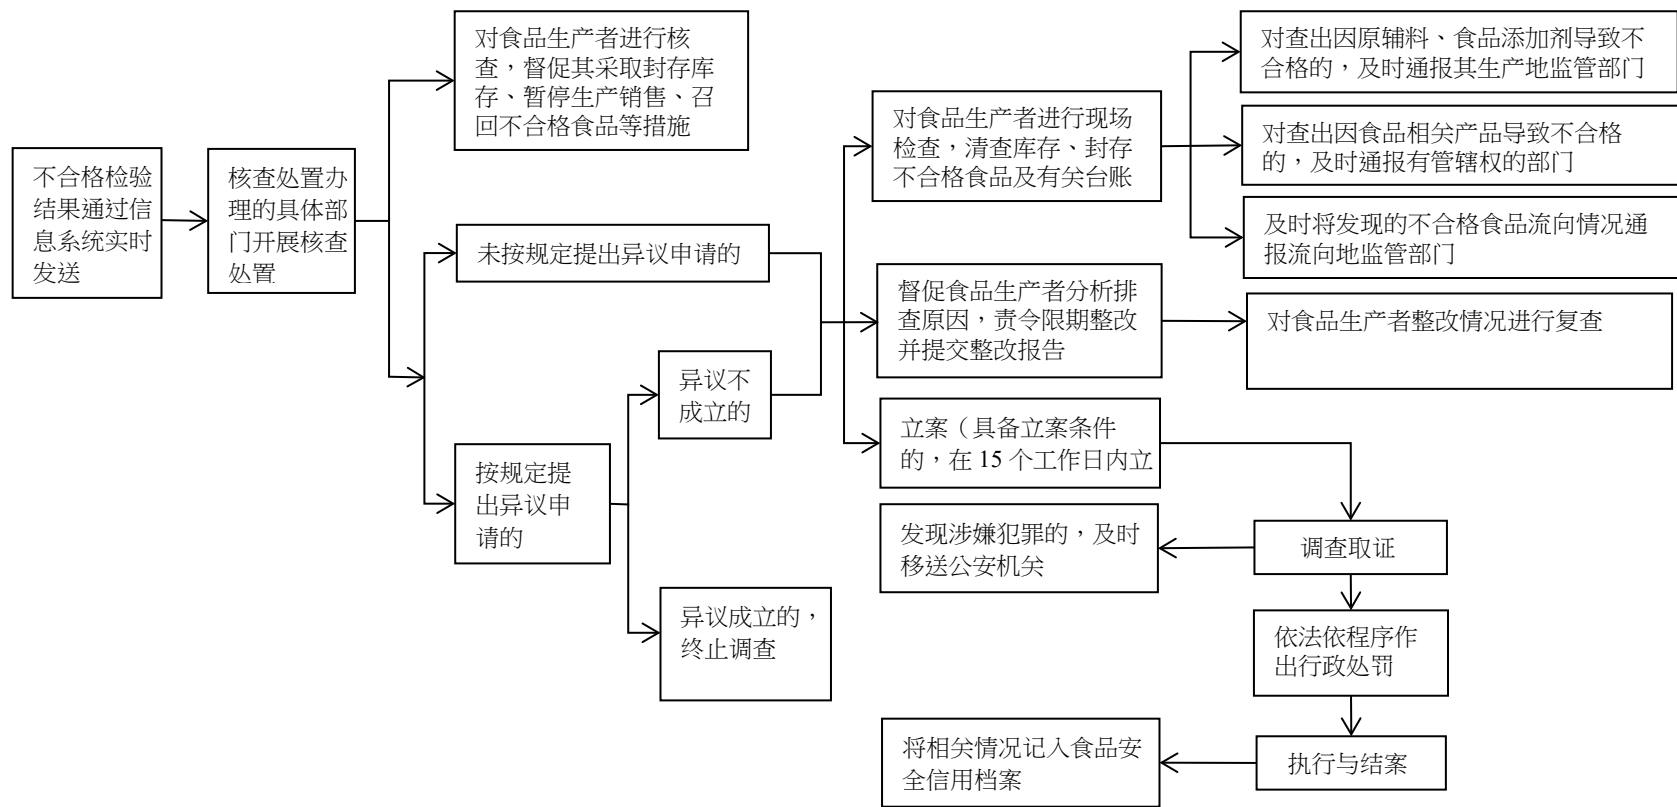 不合格检验
结果通过信
息系统实时
发送
核查处置办
理的具体部
门开展核查
处置
对食品生产者进行核
查，督促其采取封存库
存、暂停生产销售、召
回不合格食品等措施
未按规定提出异议申请的
按规定提
出异议申
请的
异议不
成立的
异议成立的，
终止调查
对食品生产者进行现场
检查，清查库存、封存
不合格食品及有关台账
督促食品生产者分析排
查原因，责令限期整改
并提交整改报告
立案（具备立案条件
的，在 15 个工作日内立
发现涉嫌犯罪的，及时
移送公安机关
将相关情况记入食品安
全信用档案
对查出因原辅料、食品添加剂导致不
合格的，及时通报其生产地监管部门
对查出因食品相关产品导致不合格
的，及时通报有管辖权的部门
及时将发现的不合格食品流向情况通
报流向地监管部门
对食品生产者整改情况进行复查
调查取证
依法依程序作
出行政处罚
执行与结案